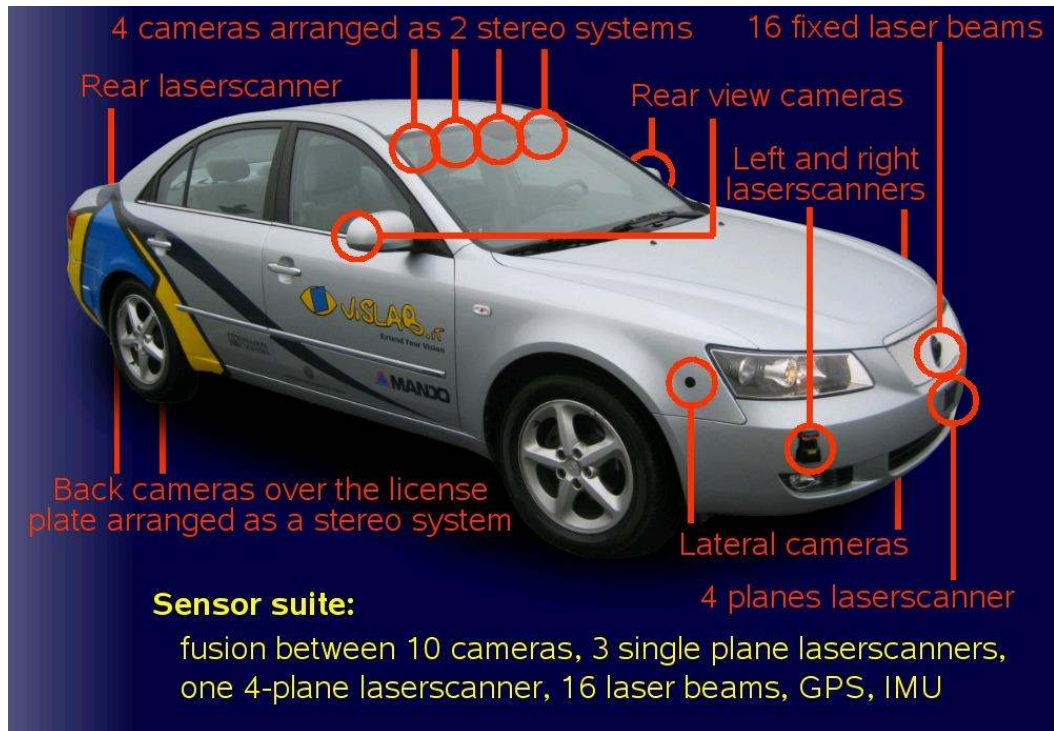 4 cameras arranged as 2 stereo systems
16 fixed laser beams
Rear laserscanner
Rear view cameras
Left and right
laserscanners
VISLAB.it
Extend Your Vision
MANDO
Back cameras over the license
plate arranged as a stereo system
Lateral cameras
4 planes laserscanner
Sensor suite:
fusion between 10 cameras, 3 single plane laserscanners,
one 4-plane laserscanner, 16 laser beams, GPS, IMU